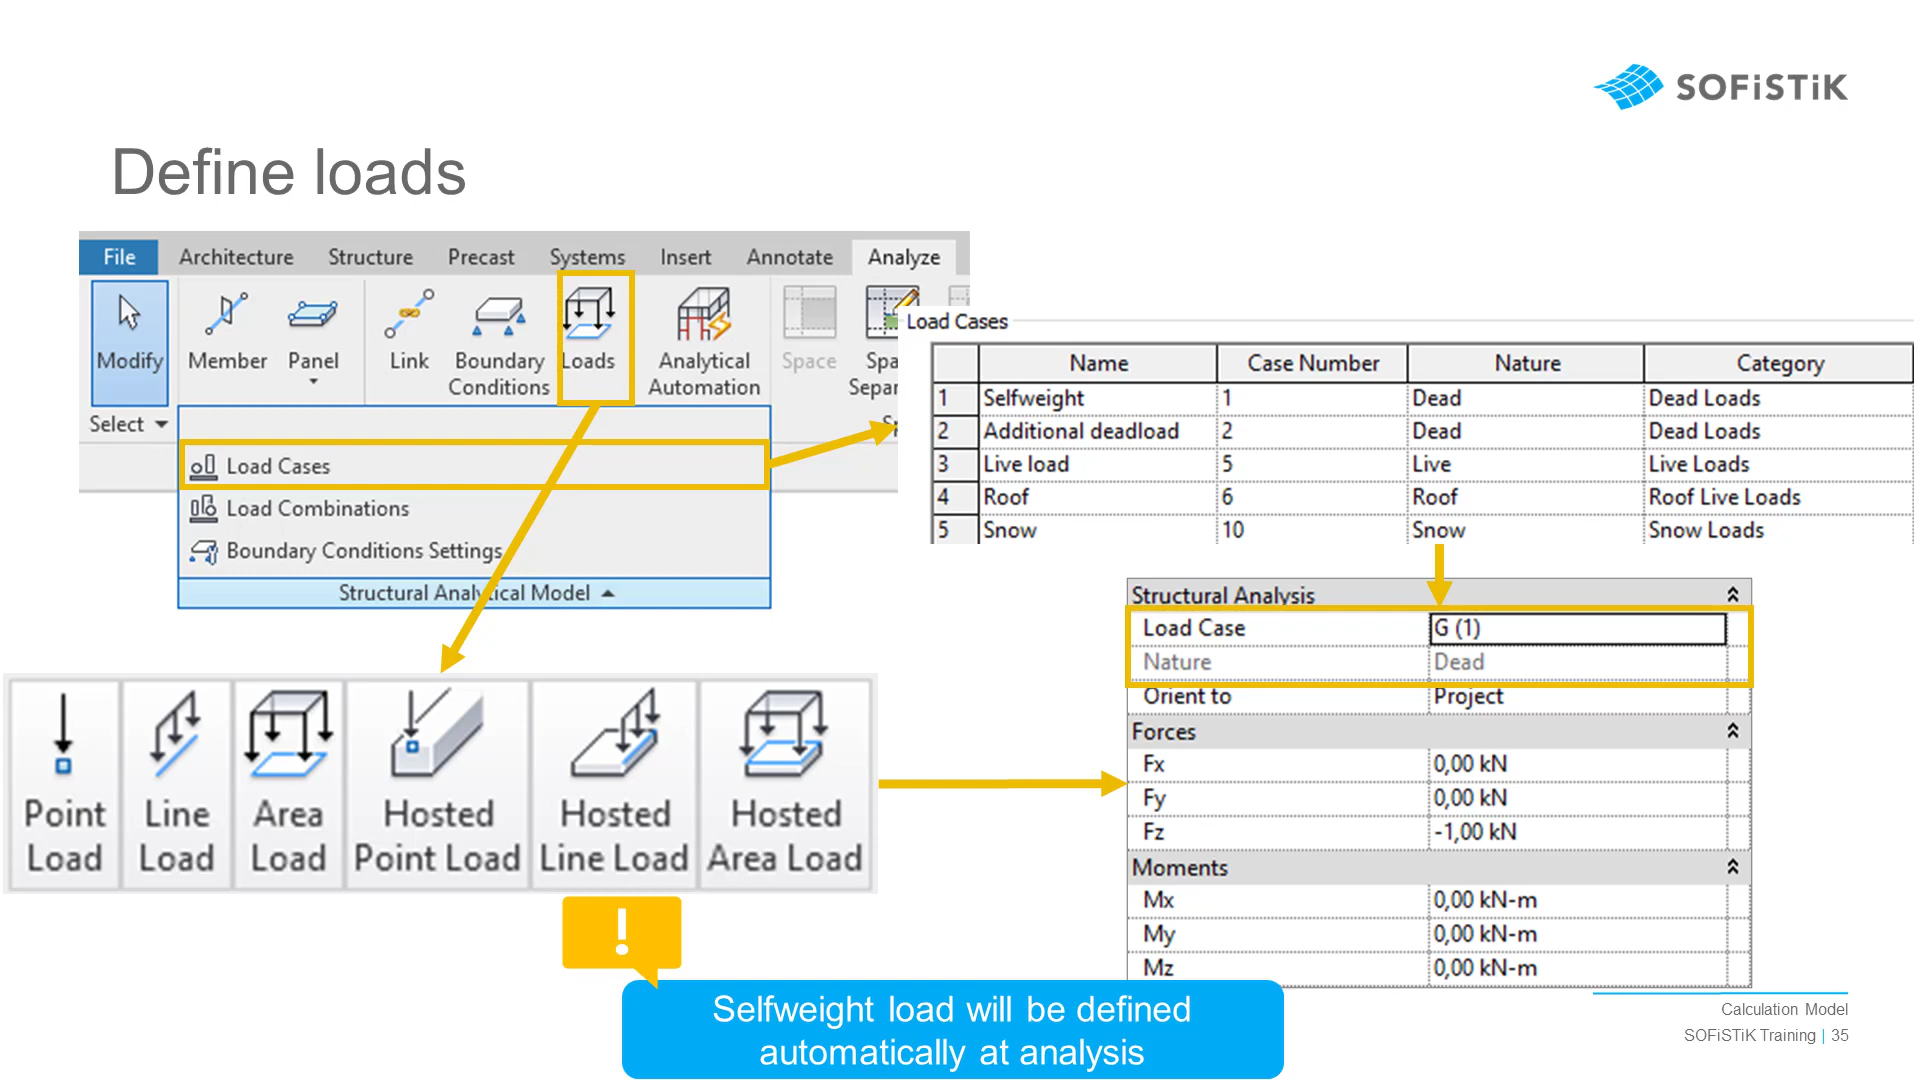 SOFiSTiK
Define loads
File Architecture Structure Precast Systems Insert Annotate Analyze
Modify Member Panel Link Boundary Conditions Loads Analytical Automation Space
Select
Load Cases
Load Combinations
Boundary Conditions Settings
Structural Analytical Model
Load Cases
Name Case Number Nature Category
1 Selfweight 1 Dead Dead Loads
2 Additional deadload 2 Dead Dead Loads
3 Live load 5 Live Live Loads
4 Roof 6 Roof Roof Live Loads
5 Snow 10 Snow Snow Loads
Structural Analysis
Load Case G (1)
Nature Dead
Orient to Project
Forces
Fx 0,00 kN
Fy 0,00 kN
Fz -1,00 kN
Moments
Mx 0,00 kN-m
My 0,00 kN-m
Mz 0,00 kN-m
Point Load
Line Load
Area Load
Hosted Point Load
Hosted Line Load
Hosted Area Load
!
Selfweight load will be defined
automatically at analysis
Calculation Model
SOFiSTiK Training | 35